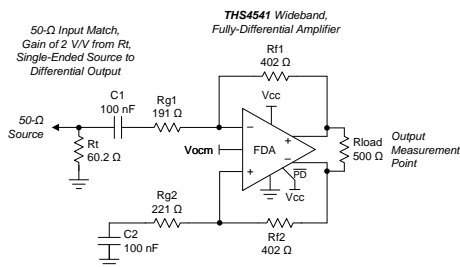 THS4541 Wideband,
Fully-Differential Amplifier
50-Ω Input Match,
Gain of 2 V/V from Rt,
Single-Ended Source to
Differential Output
Rf1
402 Ω
C1
100 nF
Rg1
191 Ω
Vcc
50-Ω
Source
Rt
60.2 Ω
Vocm
–
+
FDA
+
–
PD
Vcc
Rload
500 Ω
Output
Measurement
Point
Rg2
221 Ω
Rf2
402 Ω
C2
100 nF